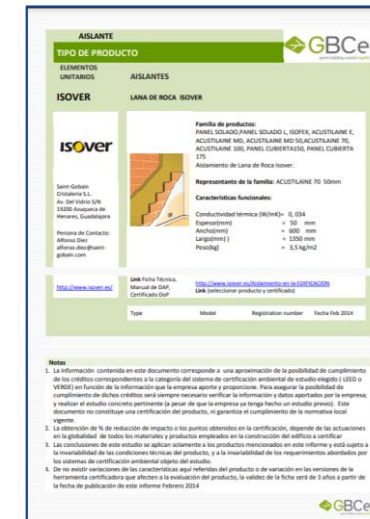 AISLANTE
TIPO DE PRODUCTO
GBCe
green building council españa
ELEMENTOS
UNITARIOS
AISLANTES
ISOVER
LANA DE ROCA ISOVER
isover
Saint-Gobain
Cristalería S.L.
Av. Del Vidrio S/N
19200 Azuqueca de
Henares, Guadalajara
Persona de Contacto:
Alfonso Diez
alfonso.diez@saint-
gobain.com
Familia de productos:
PANEL SOLADO,PANEL SOLADO L, ISOFEX, ACUSTILAINE E,
ACUSTILAINE MD, ACUSTILAINE MD 50,ACUSTILAINE 70,
ACUSTILAINE 100, PANEL CUBIERTA150, PANEL CUBIERTA
175
Aislamiento de Lana de Roca Isover.
Representante de la familia: ACUSTILAINE 70 50mm
Características funcionales:
Conductividad térmica (W/mK)= 0, 034
Espesor(mm) = 50 mm
Ancho(mm) = 600 mm
Largo(mm) ) = 1350 mm
Peso(kg) = 3,5 kg/m2
http://www.isover.es/
Link Ficha Técnica,
Manual de DAP,
Certificado DoP
http://www.isover.es/Aislamiento-en-la-EDIFICACION
Link (seleccionar producto y certificado)
Type Model Registration number Fecha Feb 2014
Notas
1. La información contenida en este documento corresponde a una aproximación de la posibilidad de cumplimiento
de los créditos correspondientes a la categoría del sistema de certificación ambiental de estudio elegido ( LEED o
VERDE) en función de la información que la empresa aporte y proporcione. Para asegurar la posibilidad de
cumplimiento de dichos créditos será siempre necesario verificar la información y datos aportados por la empresa;
y realizar el estudio concreto pertinente (a pesar de que la empresa ya tenga hecho un estudio previo). Este
documento no constituye una certificación del producto, ni garantiza el cumplimiento de la normativa local
vigente.
2. La obtención de % de reducción de impacto o los puntos obtenidos en la certificación, depende de las actuaciones
en la globalidad de todos los materiales y productos empleados en la construcción del edificio a certificar
3. Las conclusiones de este estudio se aplican solamente a los productos mencionados en este informe y está sujeto a
la invariabilidad de las condiciones técnicas del producto, y a la invariabilidad de los requerimientos abordados por
los sistemas de certificación ambiental objeto del estudio.
4. De no existir variaciones de las características aquí referidas del producto o de variación en las versiones de la
herramienta certificadora que afecten a la evaluación del producto, la validez de la ficha será de 3 años a partir de
la fecha de publicación de este informe Febrero 2014
GBCe